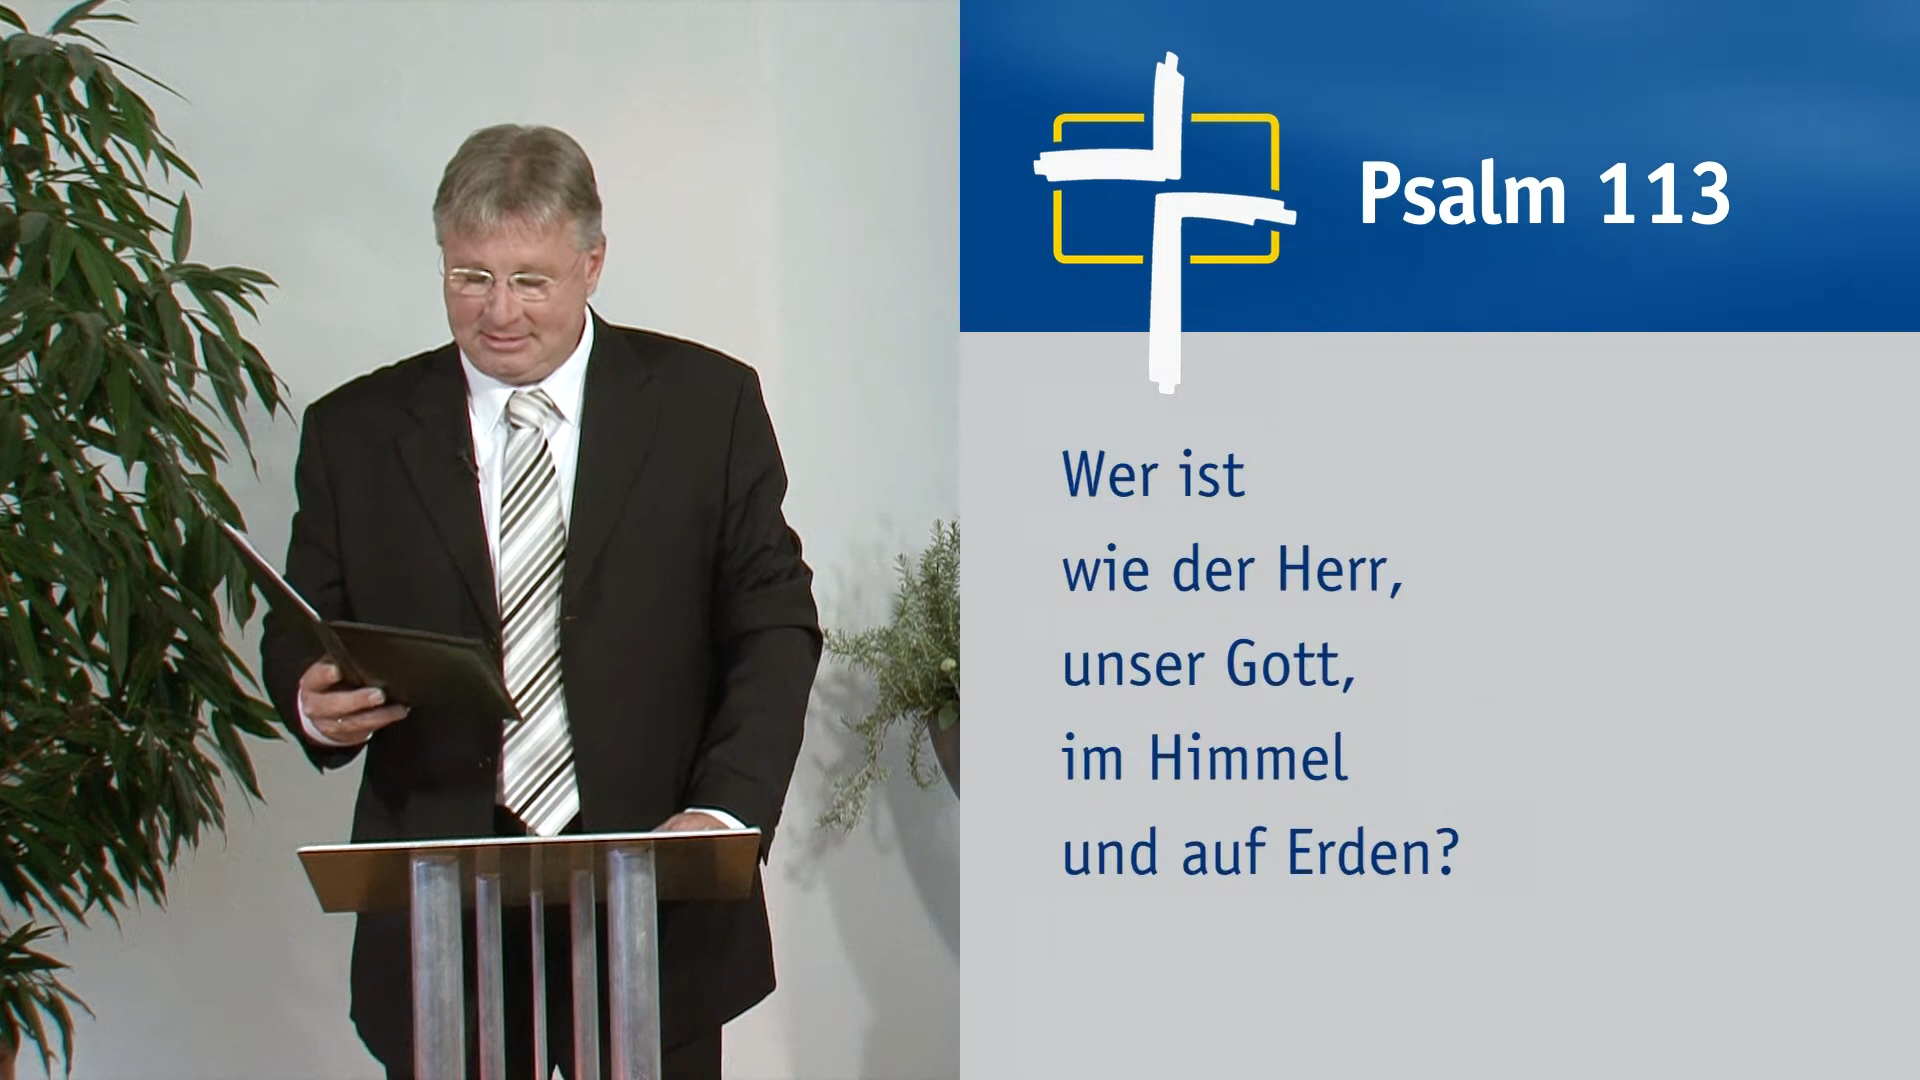 Psalm 113
Wer ist
wie der Herr,
unser Gott,
im Himmel
und auf Erden?